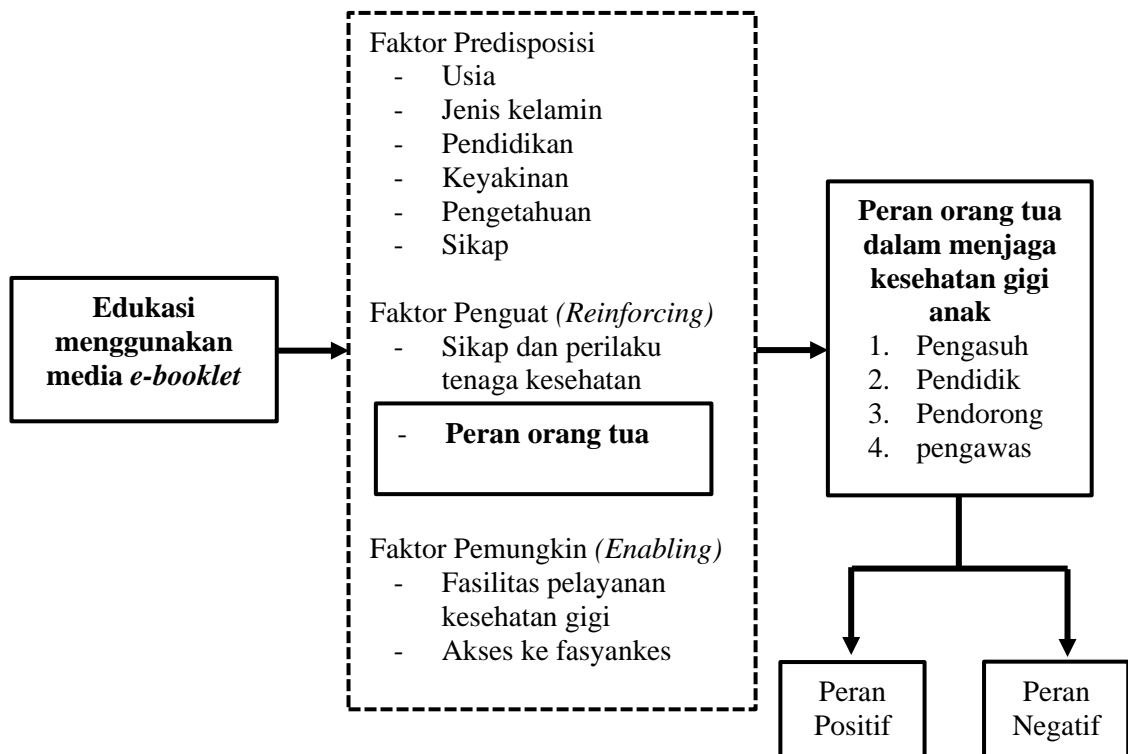 Edukasi
menggunakan
media e-booklet
Faktor Predisposisi
- Usia
- Jenis kelamin
- Pendidikan
- Keyakinan
- Pengetahuan
- Sikap
Faktor Penguat (Reinforcing)
- Sikap dan perilaku
tenaga kesehatan
- Peran orang tua
Faktor Pemungkin (Enabling)
- Fasilitas pelayanan
kesehatan gigi
- Akses ke fasyankes
Peran orang tua
dalam menjaga
kesehatan gigi
anak
1. Pengasuh
2. Pendidik
3. Pendorong
4. pengawas
Peran
Positif
Peran
Negatif